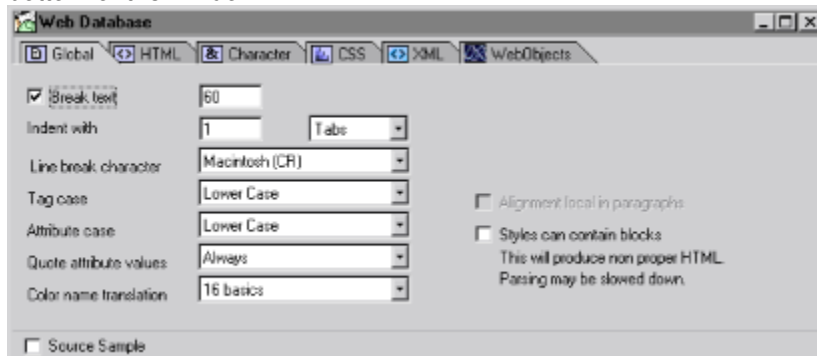 Web Database
Global HTML Character CSS XML WebObjects
Break text 60
Indent with 1 Tabs
Line break character Macintosh (CR)
Tag case Lower Case
Attribute case Lower Case
Quote attribute values Always
Color name translation 16 basics
Alignment local in paragraphs
Styles can contain blocks
This will produce non proper HTML.
Parsing may be slowed down.
Source Sample